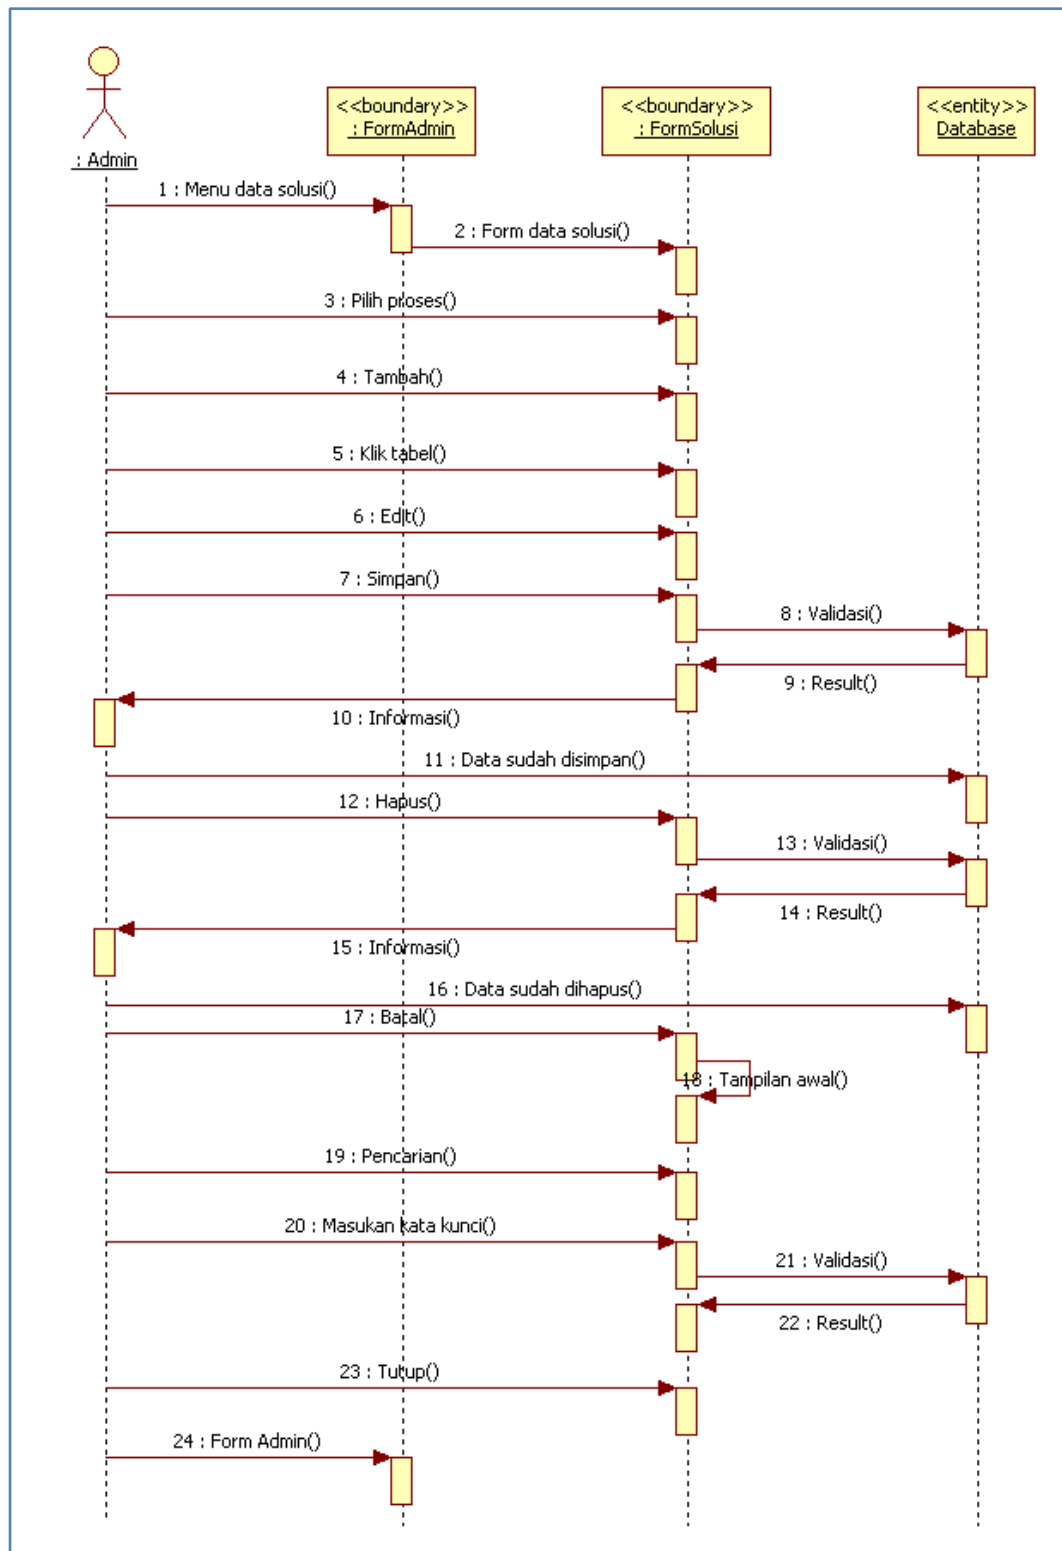 <<boundary>>
: FormAdmin
<<boundary>>
: FormSolusi
<<entity>>
Database
: Admin
1 : Menu data solusi()
2 : Form data solusi()
3 : Pilih proses()
4 : Tambah()
5 : Klik tabel()
6 : Edit()
7 : Simpan()
8 : Validasi()
9 : Result()
10 : Informasi()
11 : Data sudah disimpan()
12 : Hapus()
13 : Validasi()
14 : Result()
15 : Informasi()
16 : Data sudah dihapus()
17 : Batal()
18 : Tampilan awal()
19 : Pencarian()
20 : Masukan kata kunci()
21 : Validasi()
22 : Result()
23 : Tutup()
24 : Form Admin()